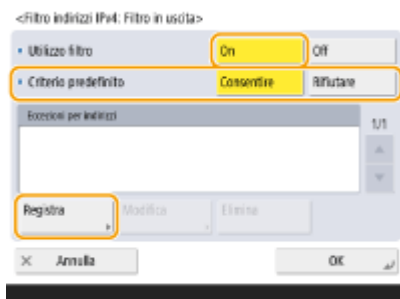 <Filtro indirizzi IPv4: Filtro in uscita>
Utilizzo filtro On Off
Criterio predefinito Consentire Rifiutare
Eccezioni per indirizzi
1/1
Registra Modifica Elimina
× Annulla OK